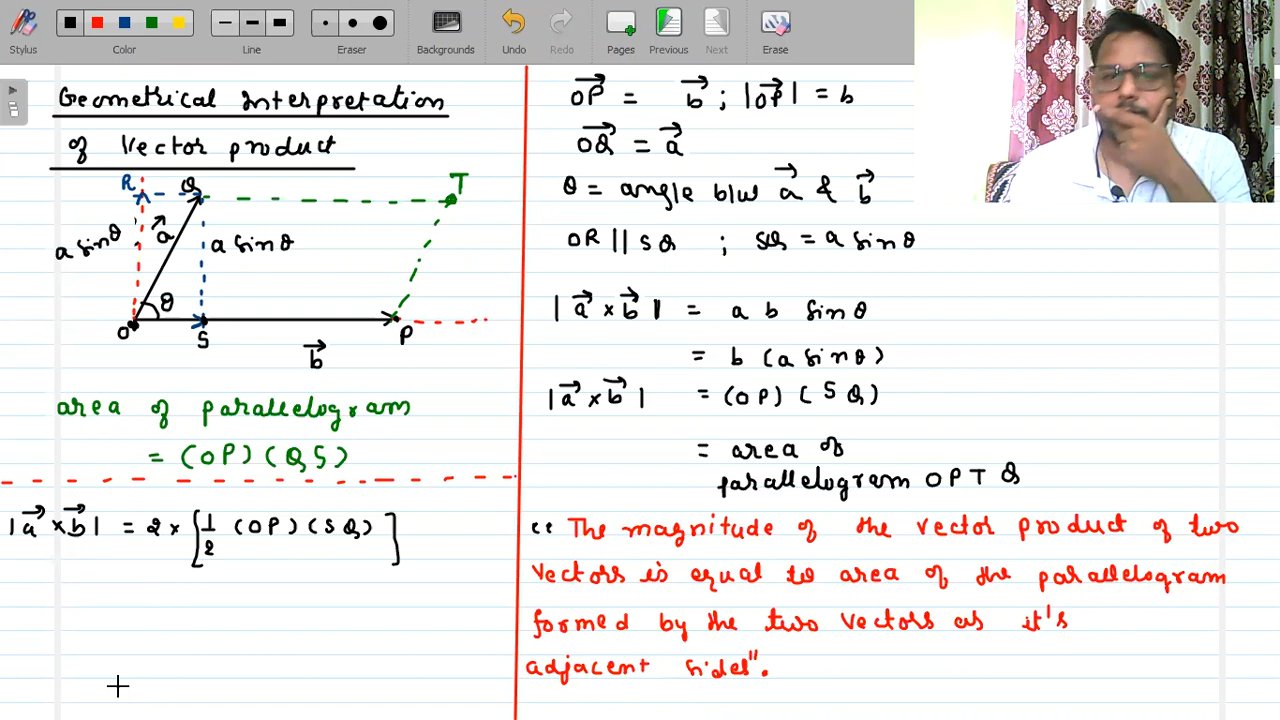 Stylus
Color
Line
Eraser
Backgrounds
Undo
Redo
Pages
Previous
Next
Erase
Geometrical Interpretation
of Vector product
R Q T
a sinθ a⃗ a sinθ
θ
O S P
b⃗
area of parallelogram
= (OP)(QS)
|a⃗ × b⃗| = 2 × [1/2 (OP)(SQ)]
OP⃗ = b⃗ ; |OP⃗| = b
OQ⃗ = a⃗
θ = angle b/w a⃗ & b⃗
OR || SQ ; SQ = a sinθ
|a⃗ × b⃗| = a b sinθ
= b (a sinθ)
|a⃗ × b⃗| = (OP) (SQ)
= area of
parallelogram OPTQ
“The magnitude of the vector product of two
vectors is equal to area of the parallelogram
formed by the two vectors as it's
adjacent sides".